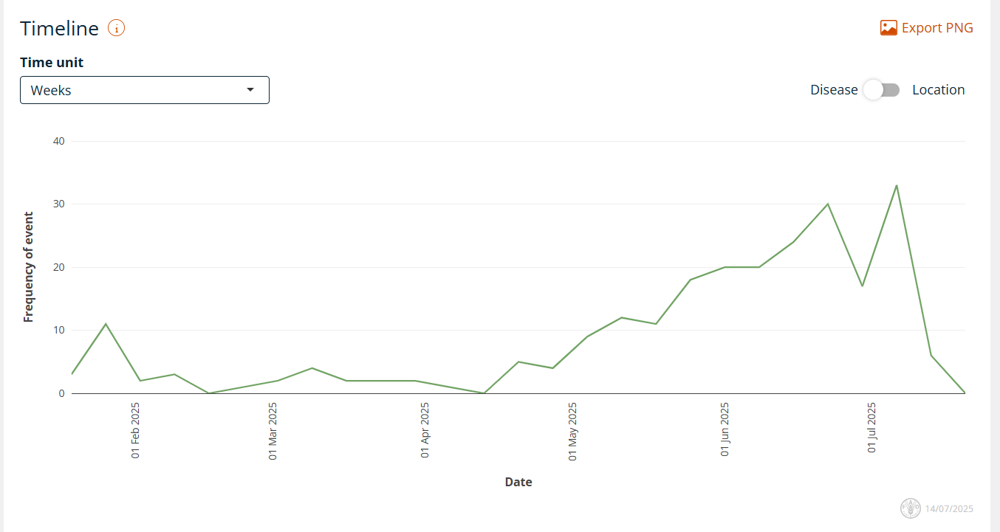 Timeline
Export PNG
Time unit
Weeks
Disease Location
40
30
20
10
0
Frequency of event
01 Feb 2025
01 Mar 2025
01 Apr 2025
01 May 2025
01 Jun 2025
01 Jul 2025
Date
14/07/2025